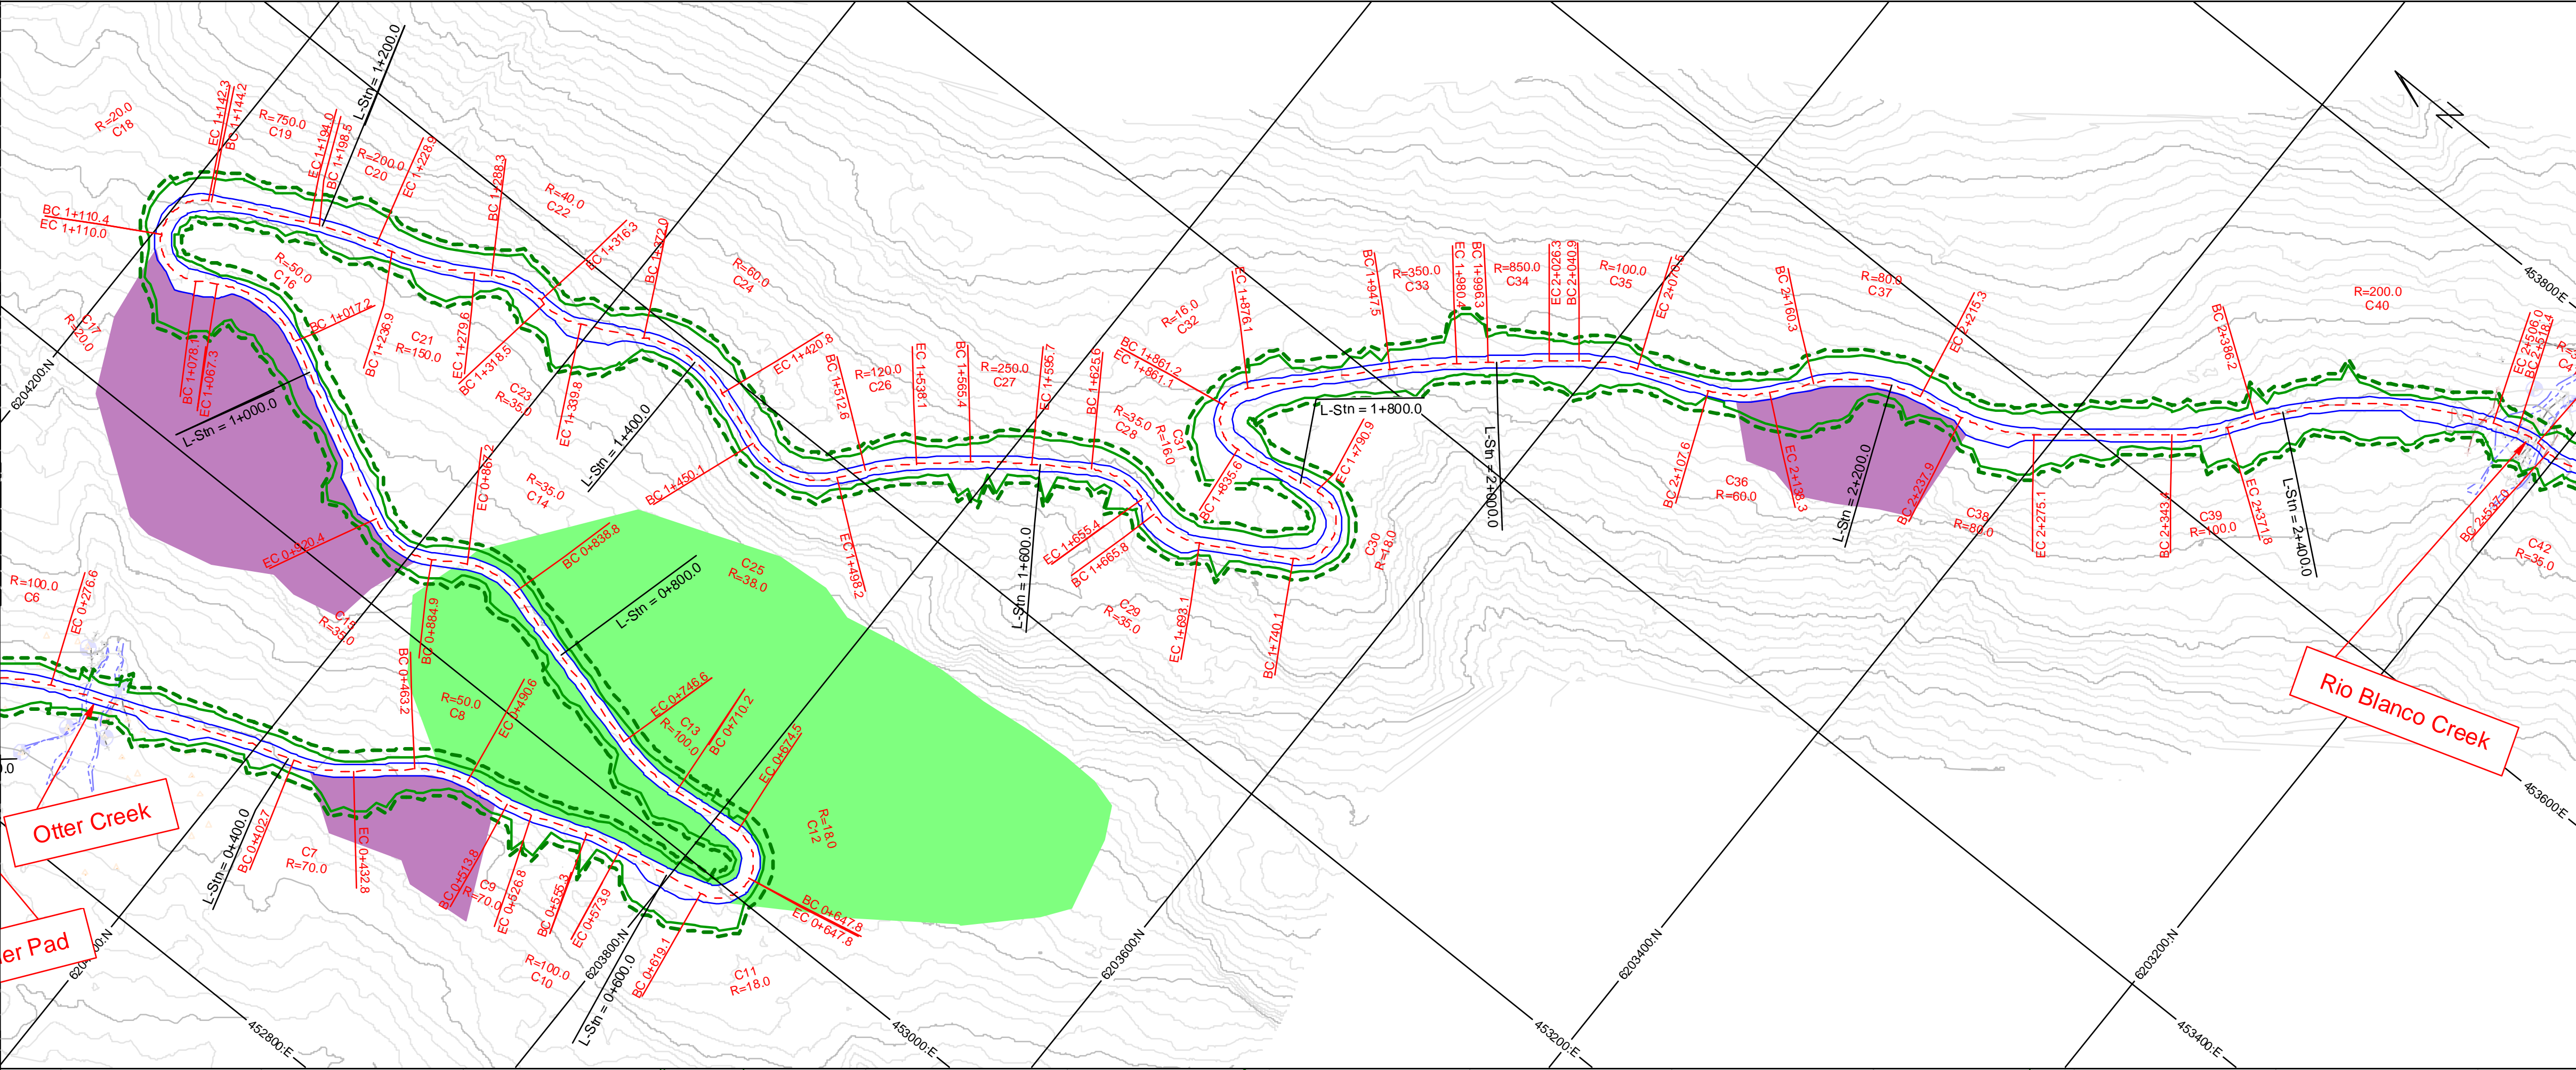 L-Stn = 1+200.0
R=20.0
C18
EC 1+142.3
BC 1+144.2
R=750.0
C19
EC 1+194.0
BC 1+198.5
R=200.0
C20
EC 1+228.9
BC 1+288.3
R=40.0
C22
EC 1+316.3
BC 1+372.0
R=60.0
C24
BC 1+110.4
EC 1+110.0
R=50.0
C16
BC 1+017.2
C17
R=20.0
BC 1+078.1
EC 1+067.3
L-Stn = 1+000.0
BC 1+236.9
C21
R=150.0
EC 1+279.6
BC 1+318.5
C23
R=35.0
EC 1+339.8
L-Stn = 1+400.0
EC 1+420.8
BC 1+450.1
BC 1+512.6
R=120.0
C26
EC 1+538.1
BC 1+565.4
R=250.0
C27
EC 1+595.7
BC 1+625.6
R=35.0
C28
EC 1+498.2
L-Stn = 1+600.0
EC 1+655.4
BC 1+665.8
C29
R=35.0
EC 1+693.1
BC 1+740.1
C30
R=18.0
EC 1+790.9
L-Stn = 1+800.0
BC 1+835.6
C31
R=16.0
BC 1+861.2
EC 1+861.1
R=16.0
C32
EC 1+876.1
BC 1+947.5
R=350.0
C33
EC 1+980.4
BC 1+996.3
R=850.0
C34
EC 2+026.3
BC 2+040.9
R=100.0
C35
EC 2+070.5
L-Stn = 2+000.0
BC 2+107.6
C36
R=60.0
EC 2+138.3
BC 2+160.3
R=80.0
C37
EC 2+215.3
L-Stn = 2+200.0
BC 2+237.9
C38
R=80.0
EC 2+275.1
BC 2+343.4
C39
R=100.0
EC 2+371.8
L-Stn = 2+400.0
BC 2+386.2
R=200.0
C40
EC 2+506.0
BC 2+518.4
BC 2+537.0
C42
R=35.0
N
453800:E
6204200:N
EC 0+920.4
C15
R=35.0
BC 0+884.9
EC 0+867.2
R=35.0
C14
BC 0+838.8
L-Stn = 0+800.0
C25
R=38.0
R=100.0
C6
EC 0+276.6
BC 0+463.2
R=50.0
C8
EC 0+490.6
EC 0+746.6
C13
R=100.0
BC 0+710.2
EC 0+674.5
R=18.0
C12
Otter Creek
er Pad
L-Stn = 0+400.0
BC 0+402.7
C7
R=70.0
EC 0+432.8
BC 0+513.8
C9
R=70.0
EC 0+526.8
BC 0+555.3
EC 0+573.9
R=100.0
C10
L-Stn = 0+600.0
BC 0+619.1
C11
R=18.0
BC 0+647.8
EC 0+647.8
Rio Blanco Creek
453600:E
6203800:N
6203600:N
6203400:N
6203200:N
452800:E
453000:E
453200:E
453400:E